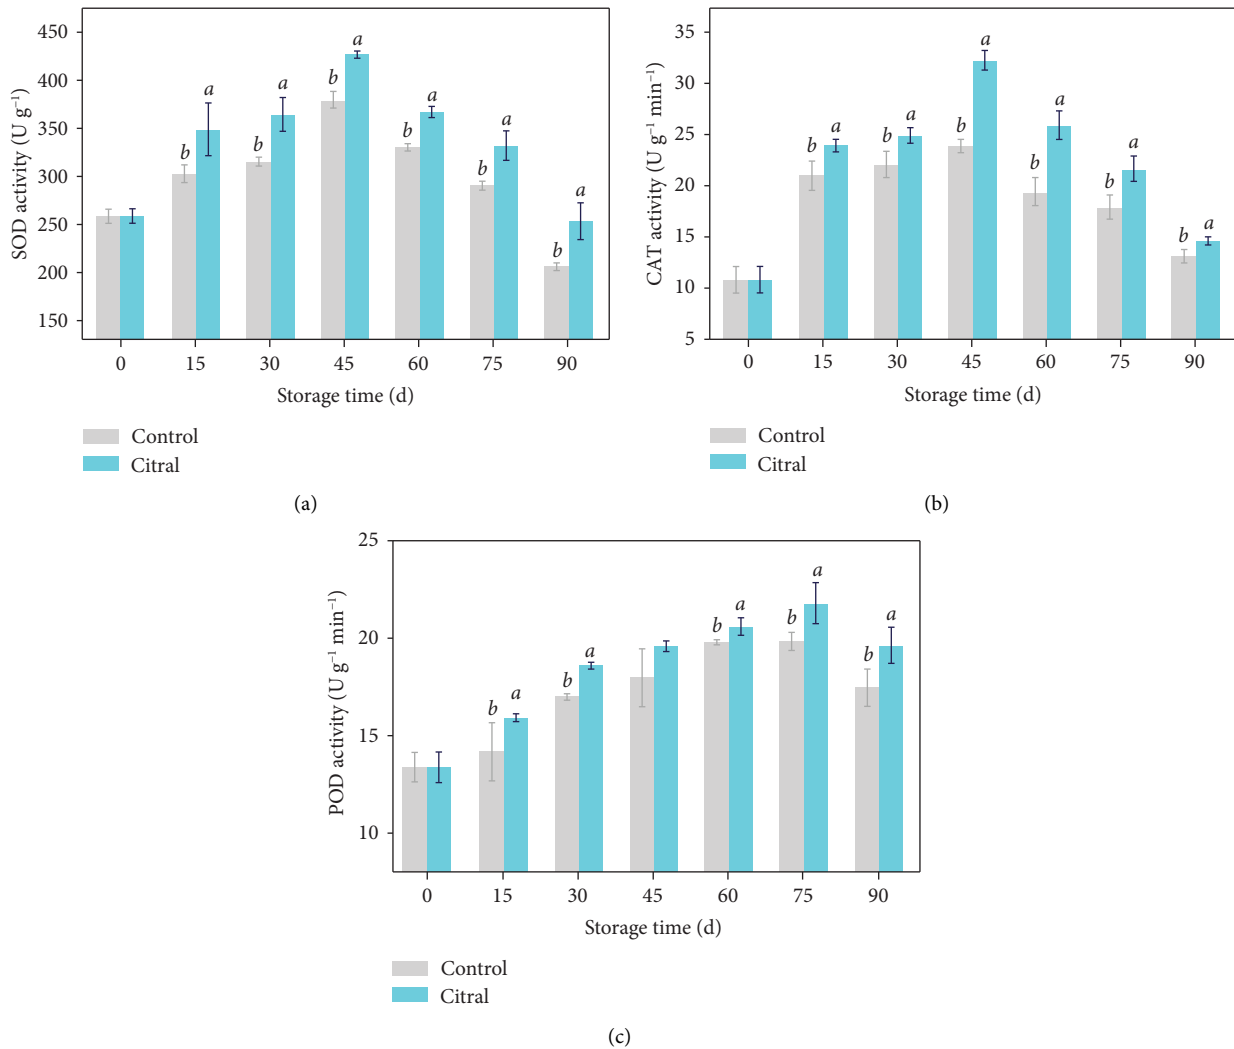 (a)
SOD activity (U g⁻¹)
450
400
350
300
250
200
150
b a b a b a b a b a b a
0 15 30 45 60 75 90
Storage time (d)
Control
Citral
(a)
(b)
CAT activity (U g⁻¹ min⁻¹)
35
30
25
20
15
10
5
b a b a b a b a b a b a
0 15 30 45 60 75 90
Storage time (d)
Control
Citral
(b)
POD activity (U g⁻¹ min⁻¹)
25
20
15
10
b a b a b a b a b a
0 15 30 45 60 75 90
Storage time (d)
Control
Citral
(c)